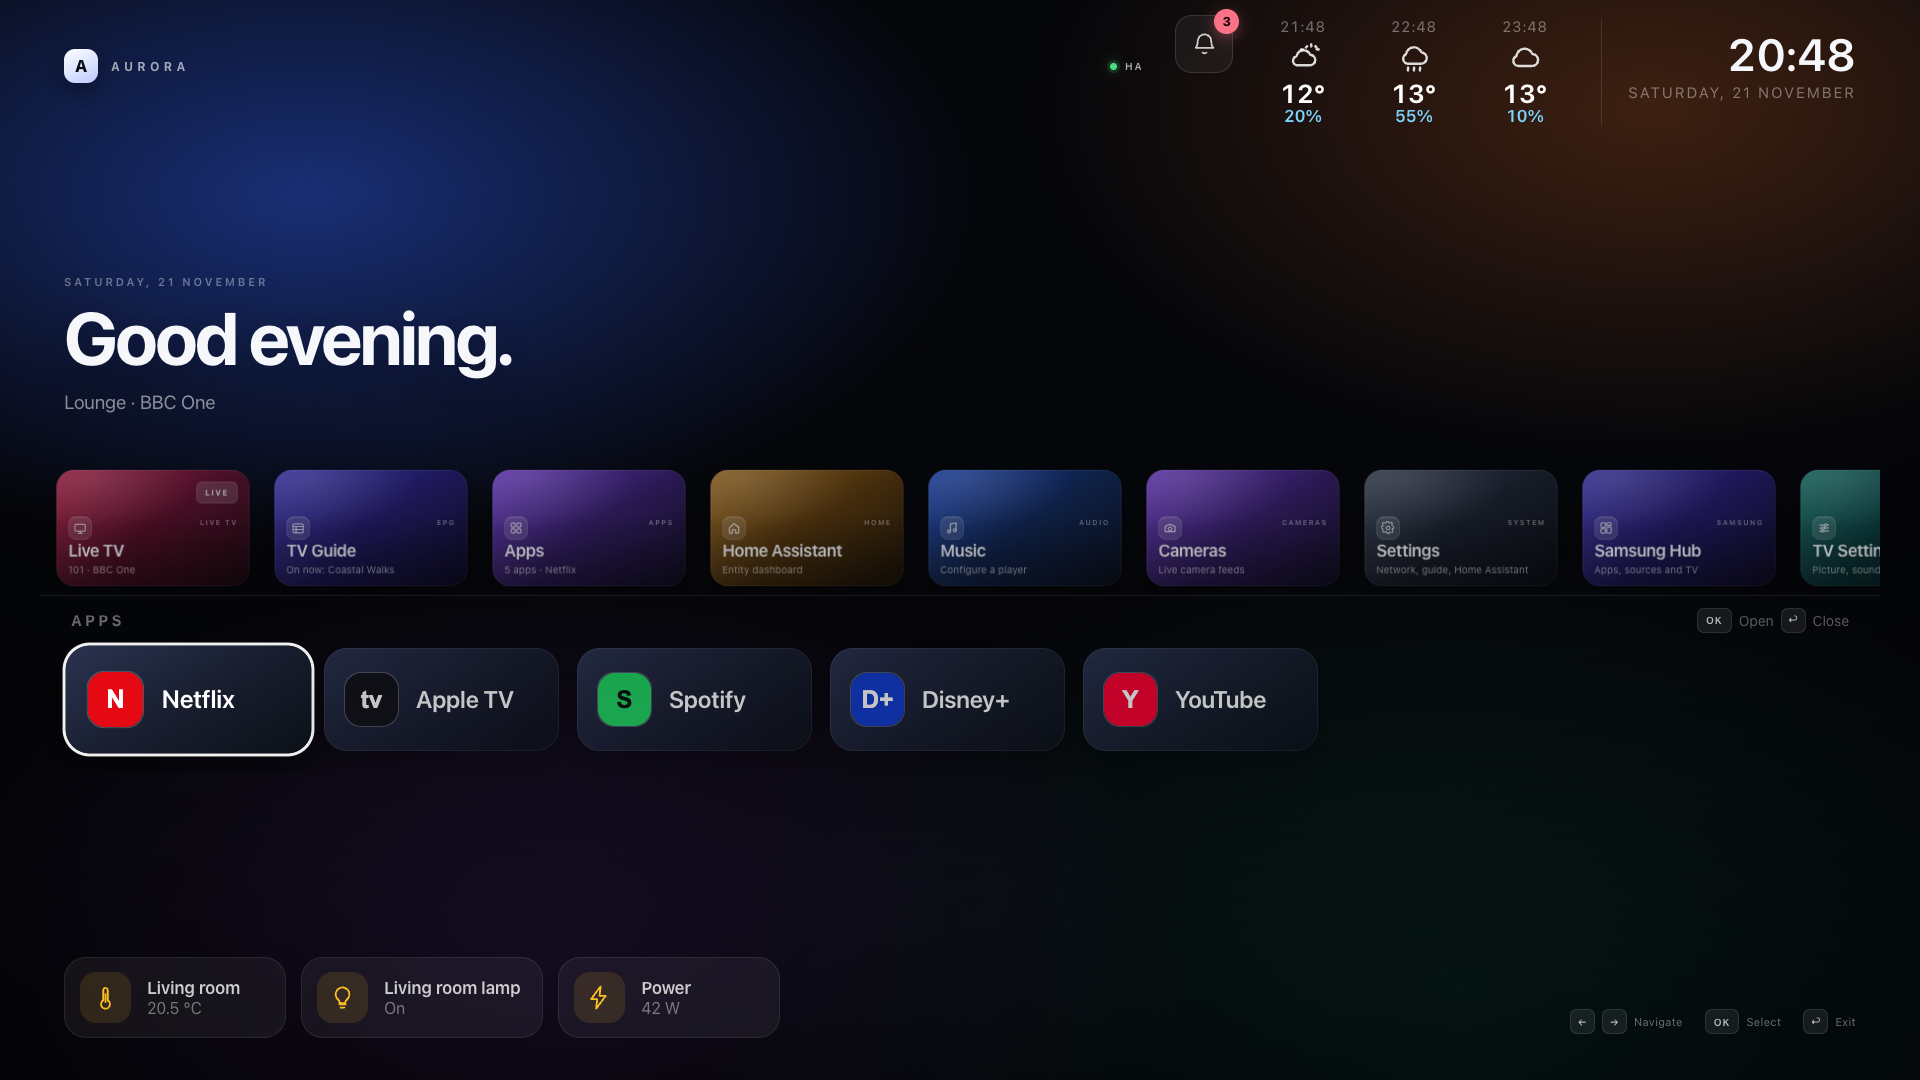 A AURORA
HA
3
21:48
12°
20%
22:48
13°
55%
23:48
13°
10%
20:48
SATURDAY, 21 NOVEMBER
SATURDAY, 21 NOVEMBER
Good evening.
Lounge · BBC One
LIVE
LIVE TV
Live TV
101 · BBC One
EPG
TV Guide
On now: Coastal Walks
APPS
Apps
5 apps · Netflix
HOME
Home Assistant
Entity dashboard
AUDIO
Music
Configure a player
CAMERAS
Cameras
Live camera feeds
SYSTEM
Settings
Network, guide, Home Assistant
SAMSUNG
Samsung Hub
Apps, sources and TV
TV Settin
Picture, sound
APPS
OK Open Close
N Netflix
tv Apple TV
S Spotify
D+ Disney+
Y YouTube
Living room
20.5 °C
Living room lamp
On
Power
42 W
Navigate OK Select Exit